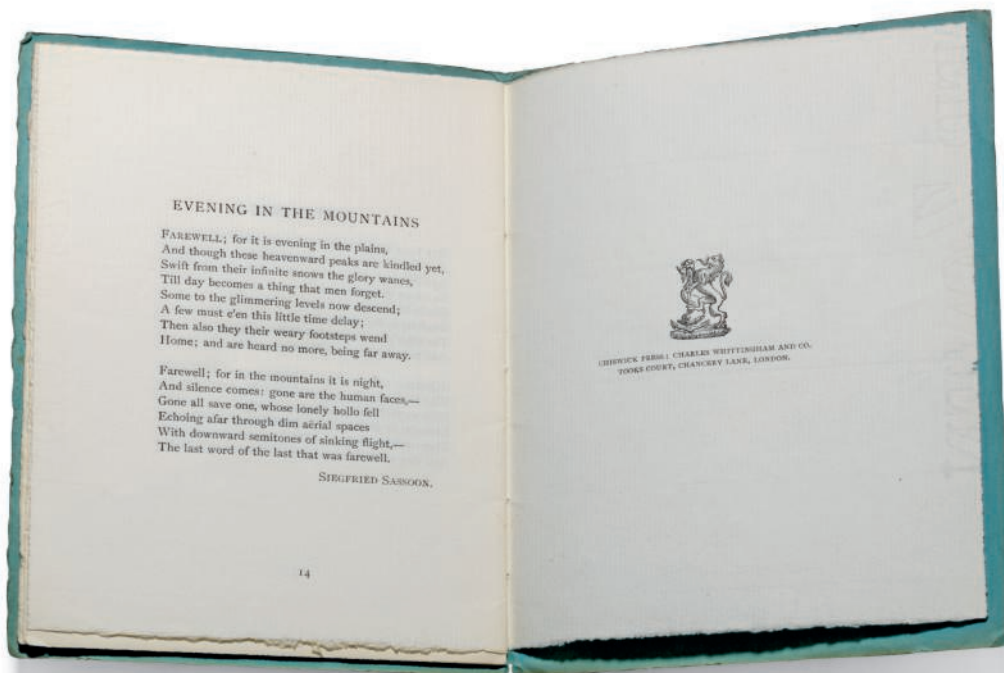 EVENING IN THE MOUNTAINS
FAREWELL; for it is evening in the plains,
And though these heavenward peaks are kindled yet,
Swift from their infinite snows the glory wanes,
Till day becomes a thing that men forget.
Some to the glimmering levels now descend;
A few must e'en this little time delay;
Then also they their weary footsteps wend
Home; and are heard no more, being far away.
Farewell; for in the mountains it is night,
And silence comes: gone are the human faces,—
Gone all save one, whose lonely hollo fell
Echoing afar through dim aërial spaces
With downward semitones of sinking flight,—
The last word of the last that was farewell.
SIEGFRIED SASSOON.
14
CHISWICK PRESS: CHARLES WHITTINGHAM AND CO.
TOOKS COURT, CHANCERY LANE, LONDON.